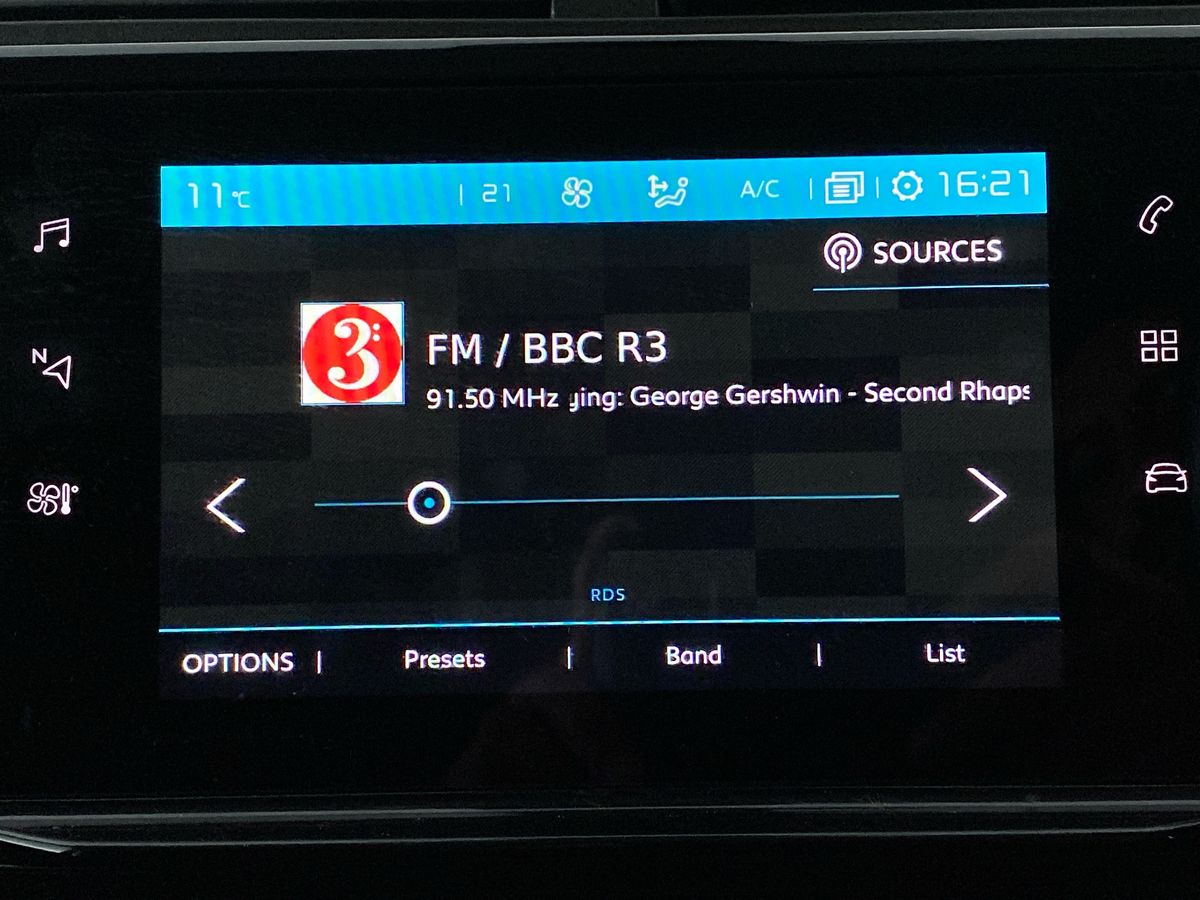 11°C | 21 A/C | | 16:21
SOURCES
3:
FM / BBC R3
91.50 MHz ying: George Gershwin - Second Rhaps
N
RDS
OPTIONS | Presets | Band | List